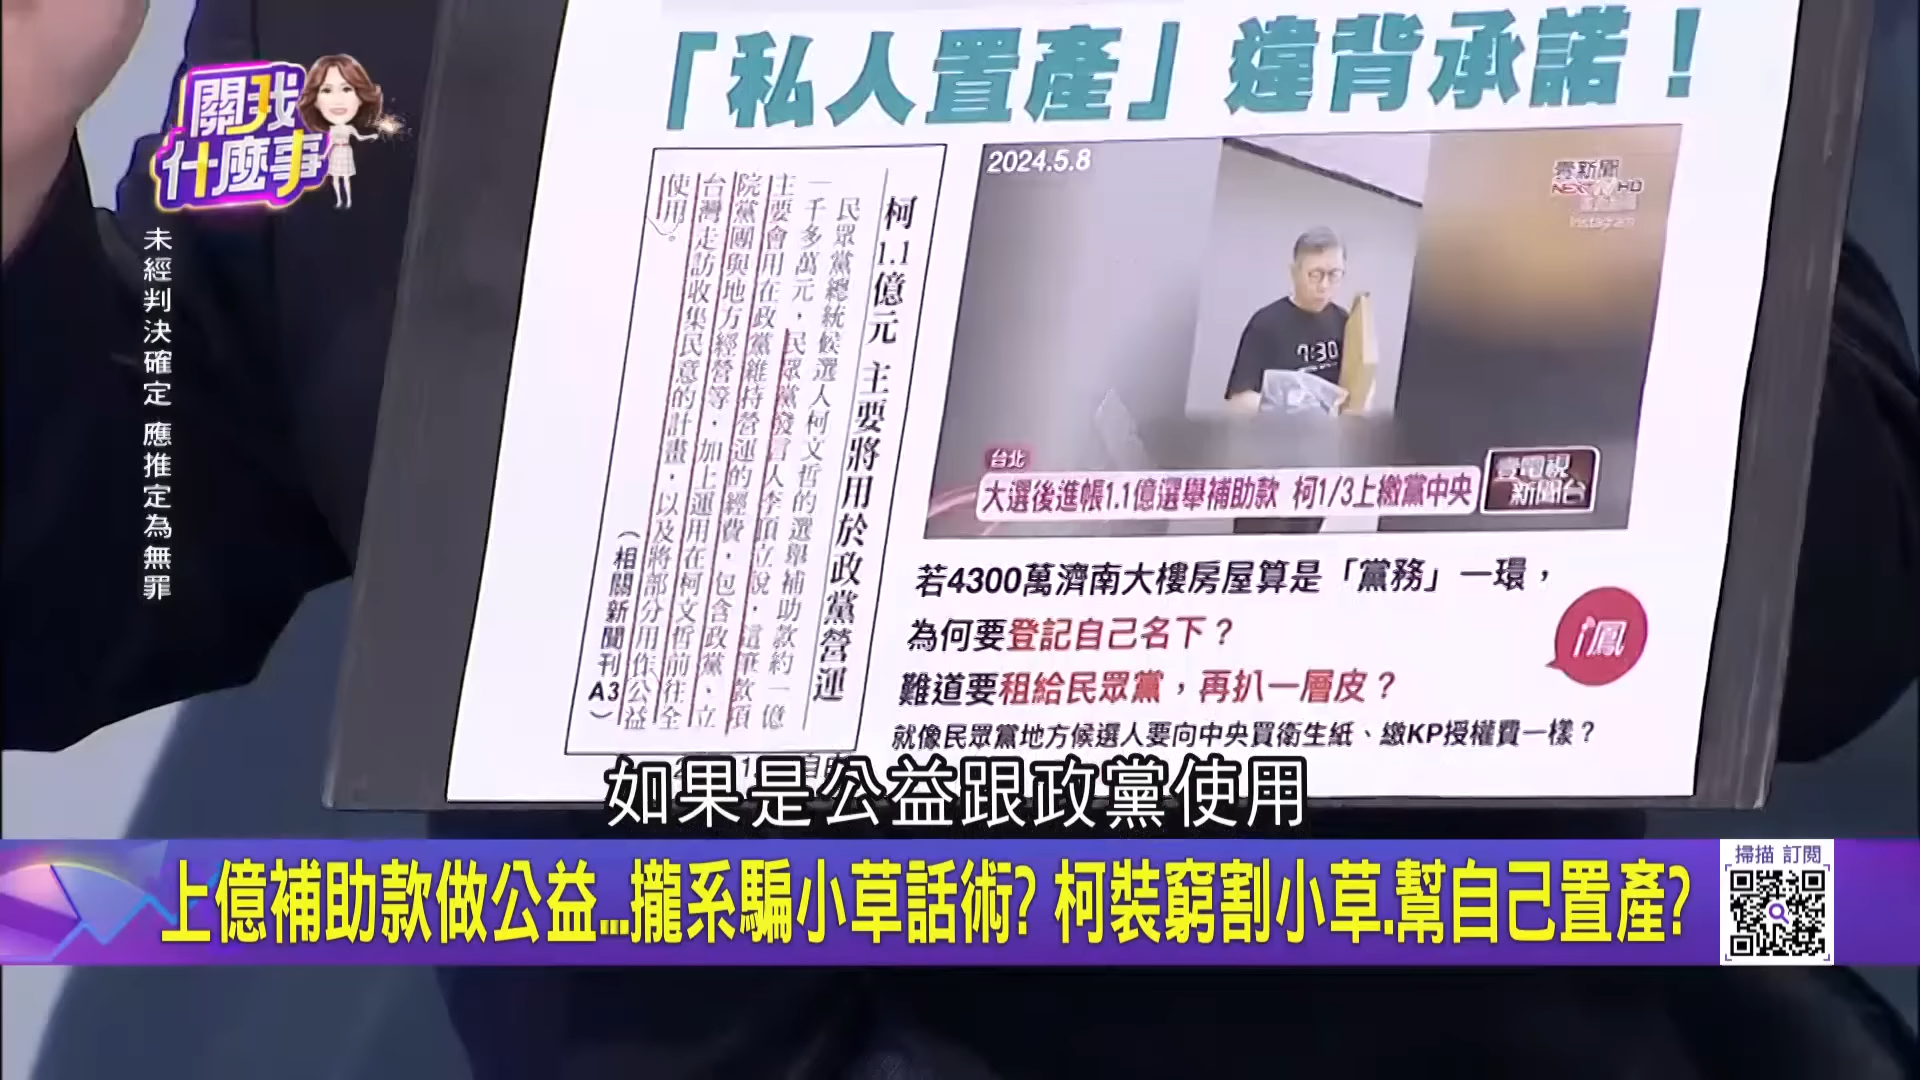 「私人置產」違背承諾！
關我
什麼事
未經判決確定 應推定為無罪
柯1.1億元 主要將用於政黨營運
民眾黨總統候選人柯文哲的選舉補助款約一億
一千多萬元，民眾黨發言人李頂立說，這筆款項
主要會用在政黨維持營運的經費，包含政黨、立
院黨團與地方經營等，加上運用在柯文哲前往全
台灣走訪收集民意的計畫，以及將部分用作公益
使用。
（相關新聞刊A3）
2024.5.8
壹新聞
NEXTTV HD
Instagram
台北
大選後進帳1.1億選舉補助款 柯1/3上繳黨中央
壹電視
新聞台
若4300萬濟南大樓房屋算是「黨務」一環，
為何要登記自己名下？
難道要租給民眾黨，再扒一層皮？
就像民眾黨地方候選人要向中央買衛生紙、繳KP授權費一樣？
i鳳
7:30
如果是公益跟政黨使用
掃描 訂閱
上億補助款做公益...攏系騙小草話術? 柯裝窮割小草.幫自己置產?